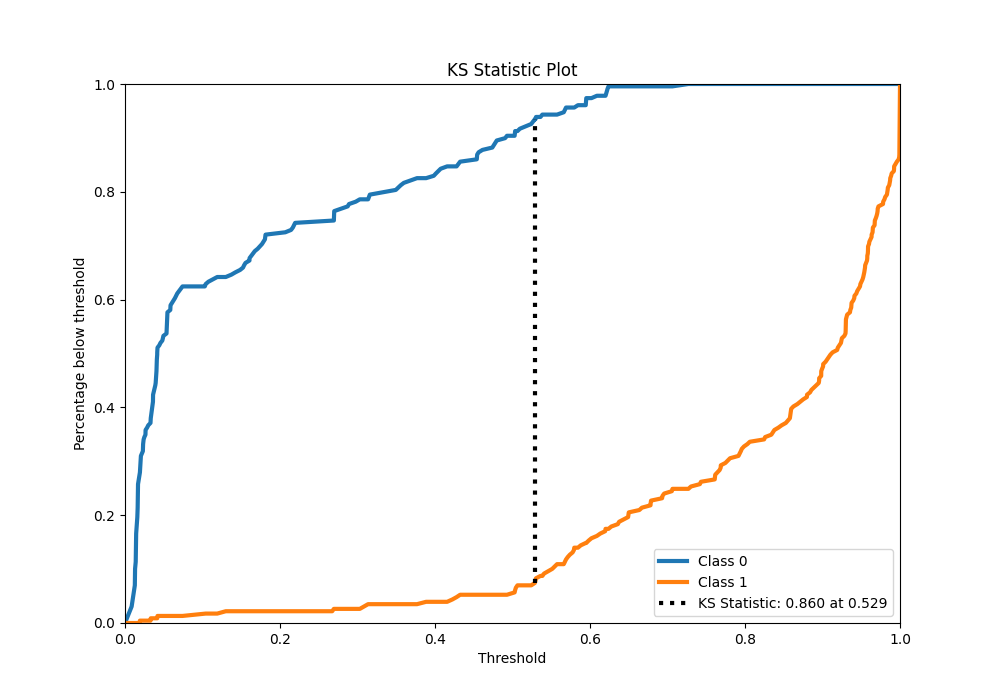 KS Statistic Plot
Percentage below threshold
1.0
0.8
0.6
0.4
0.2
0.0
0.0 0.2 0.4 0.6 0.8 1.0
Threshold
Class 0
Class 1
KS Statistic: 0.860 at 0.529